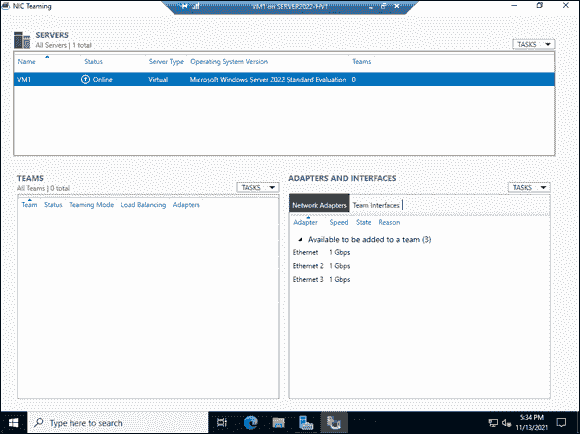 NIC Teaming
VM1 on SERVER2022-HV1
SERVERS
All Servers | 1 total
TASKS
Name Status Server Type Operating System Version Teams
VM1 Online Virtual Microsoft Windows Server 2022 Standard Evaluation 0
TEAMS
All Teams | 0 total
TASKS
Team Status Teaming Mode Load Balancing Adapters
ADAPTERS AND INTERFACES
TASKS
Network Adapters Team Interfaces
Adapter Speed State Reason
Available to be added to a team (3)
Ethernet 1 Gbps
Ethernet 2 1 Gbps
Ethernet 3 1 Gbps
Type here to search
5:34 PM
11/13/2021